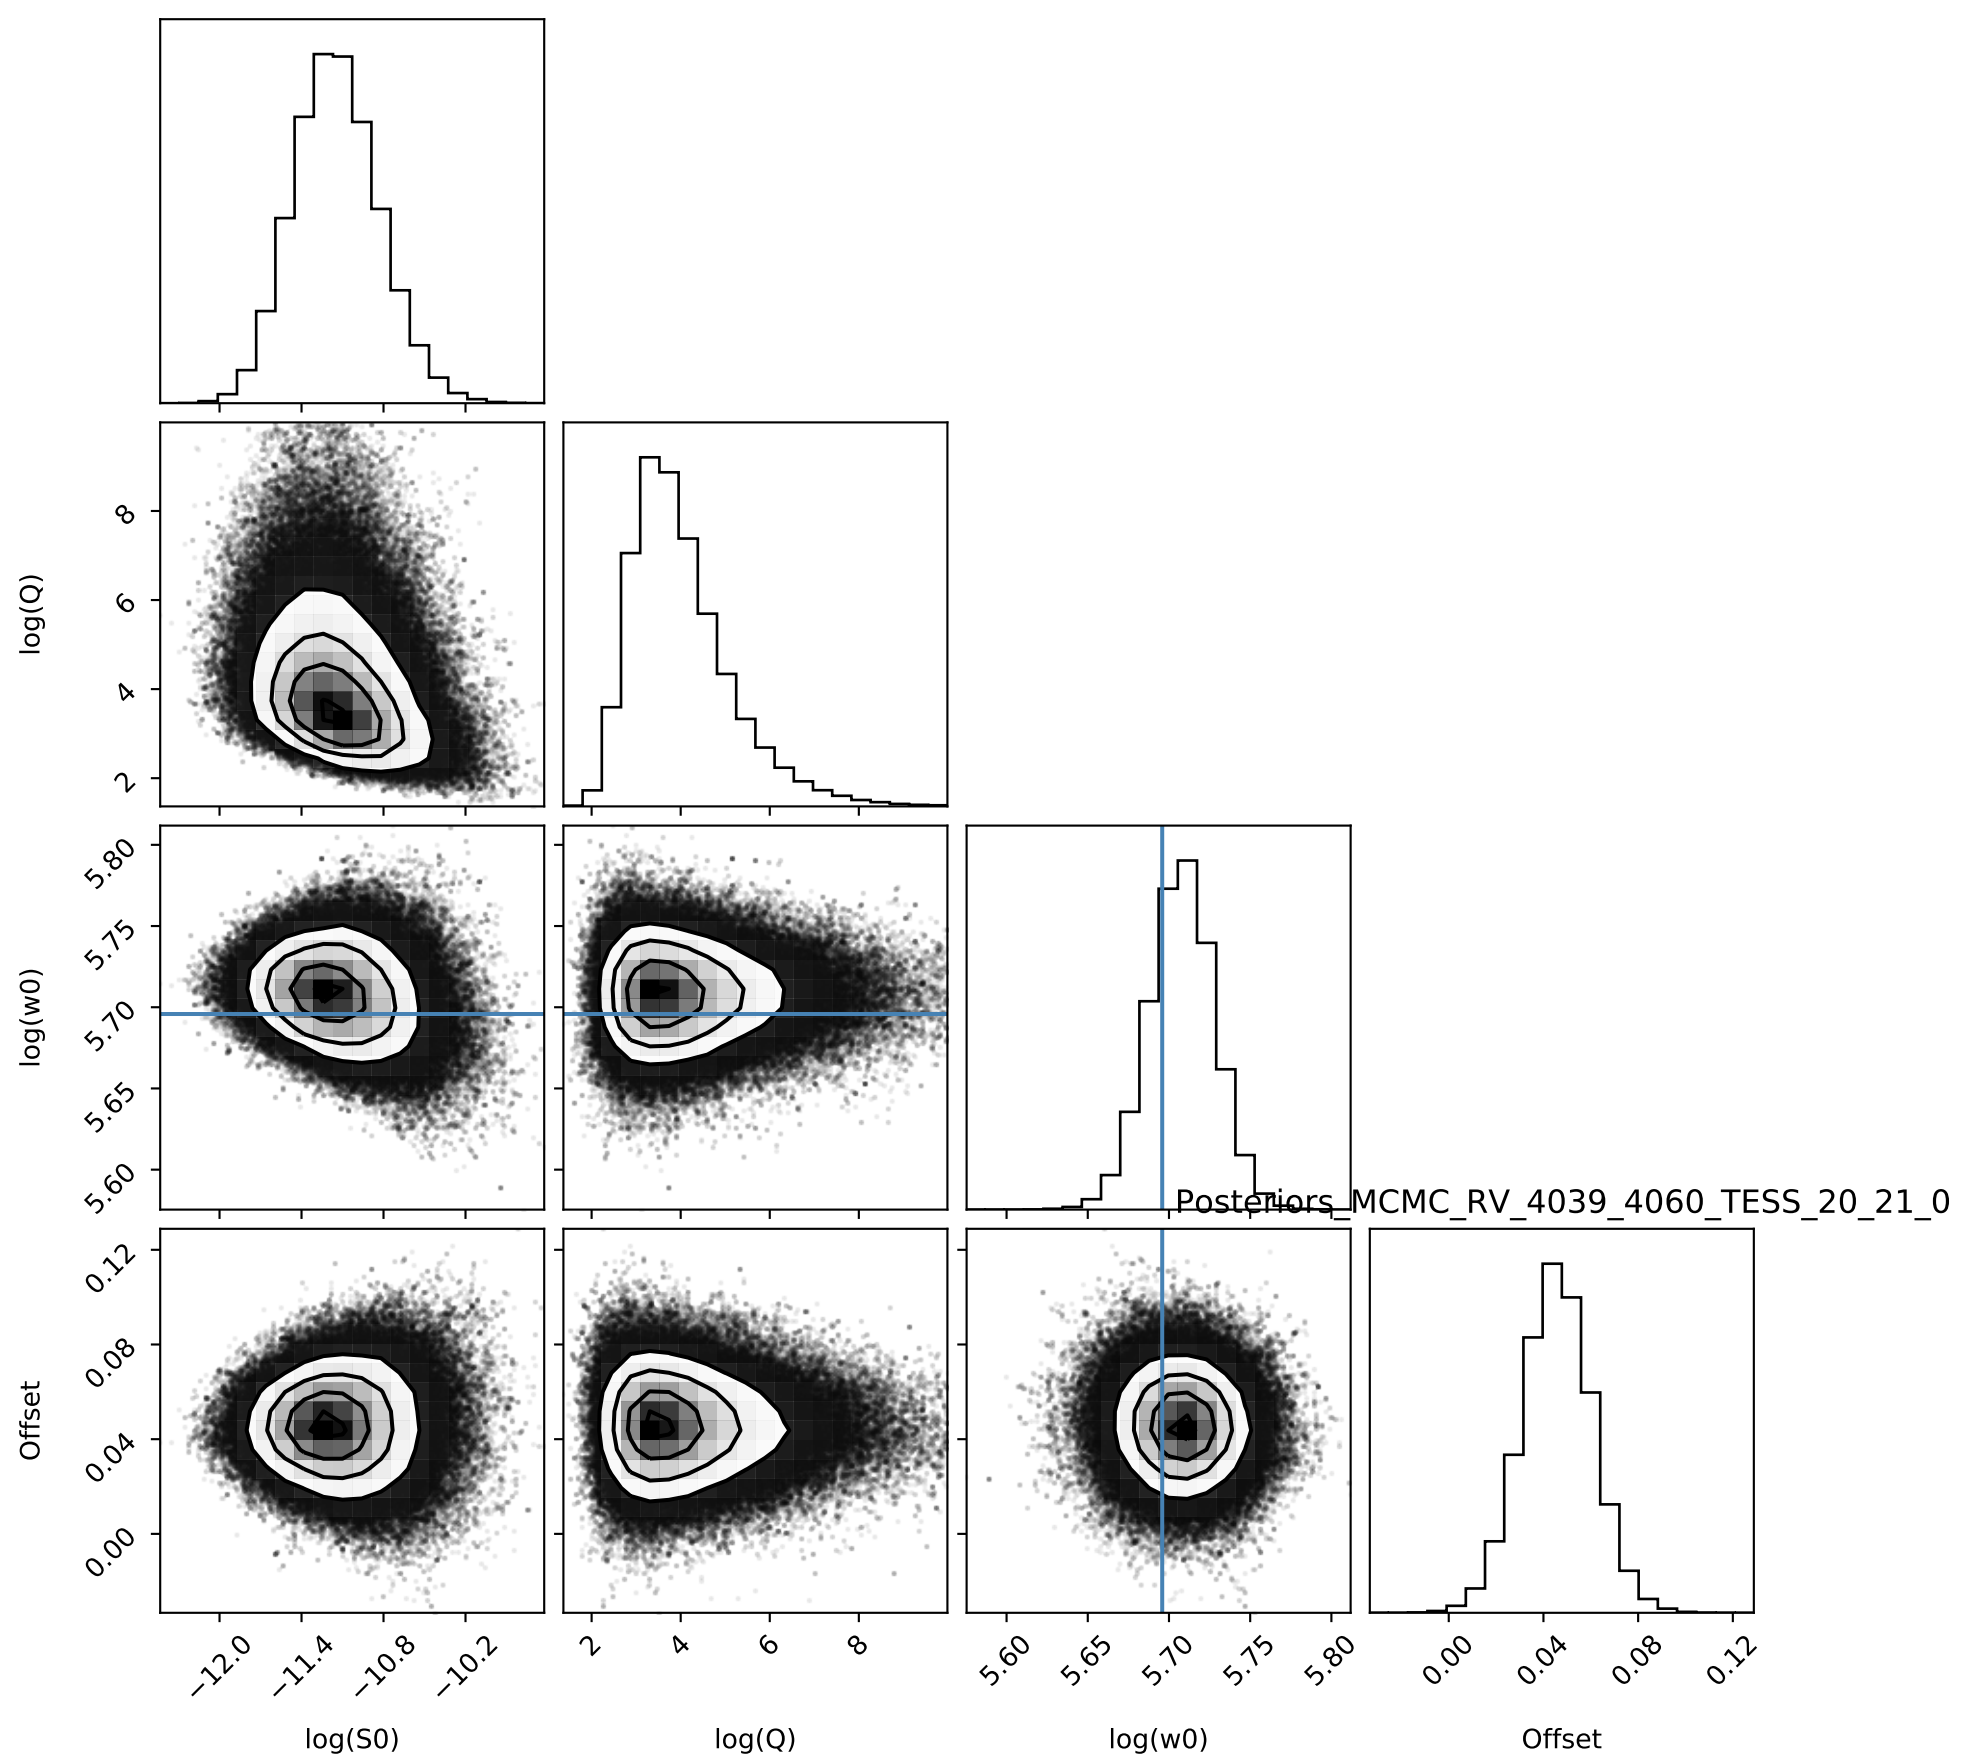 8
6
4
2
log(Q)
5.80
5.75
5.70
5.65
5.60
log(w0)
Posteriors_MCMC_RV_4039_4060_TESS_20_21_0
0.12
0.08
0.04
0.00
Offset
−12.0 −11.4 −10.8 −10.2 2 4 6 8 5.60 5.65 5.70 5.75 5.80 0.00 0.04 0.08 0.12
log(S0) log(Q) log(w0) Offset